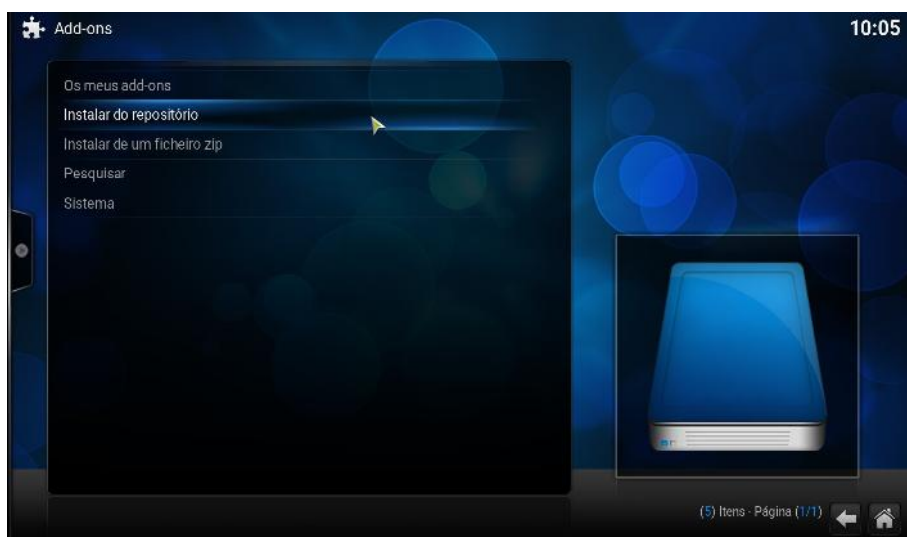 Add-ons
10:05
Os meus add-ons
Instalar do repositório
Instalar de um ficheiro zip
Pesquisar
Sistema
(5) Itens - Página (1/1)